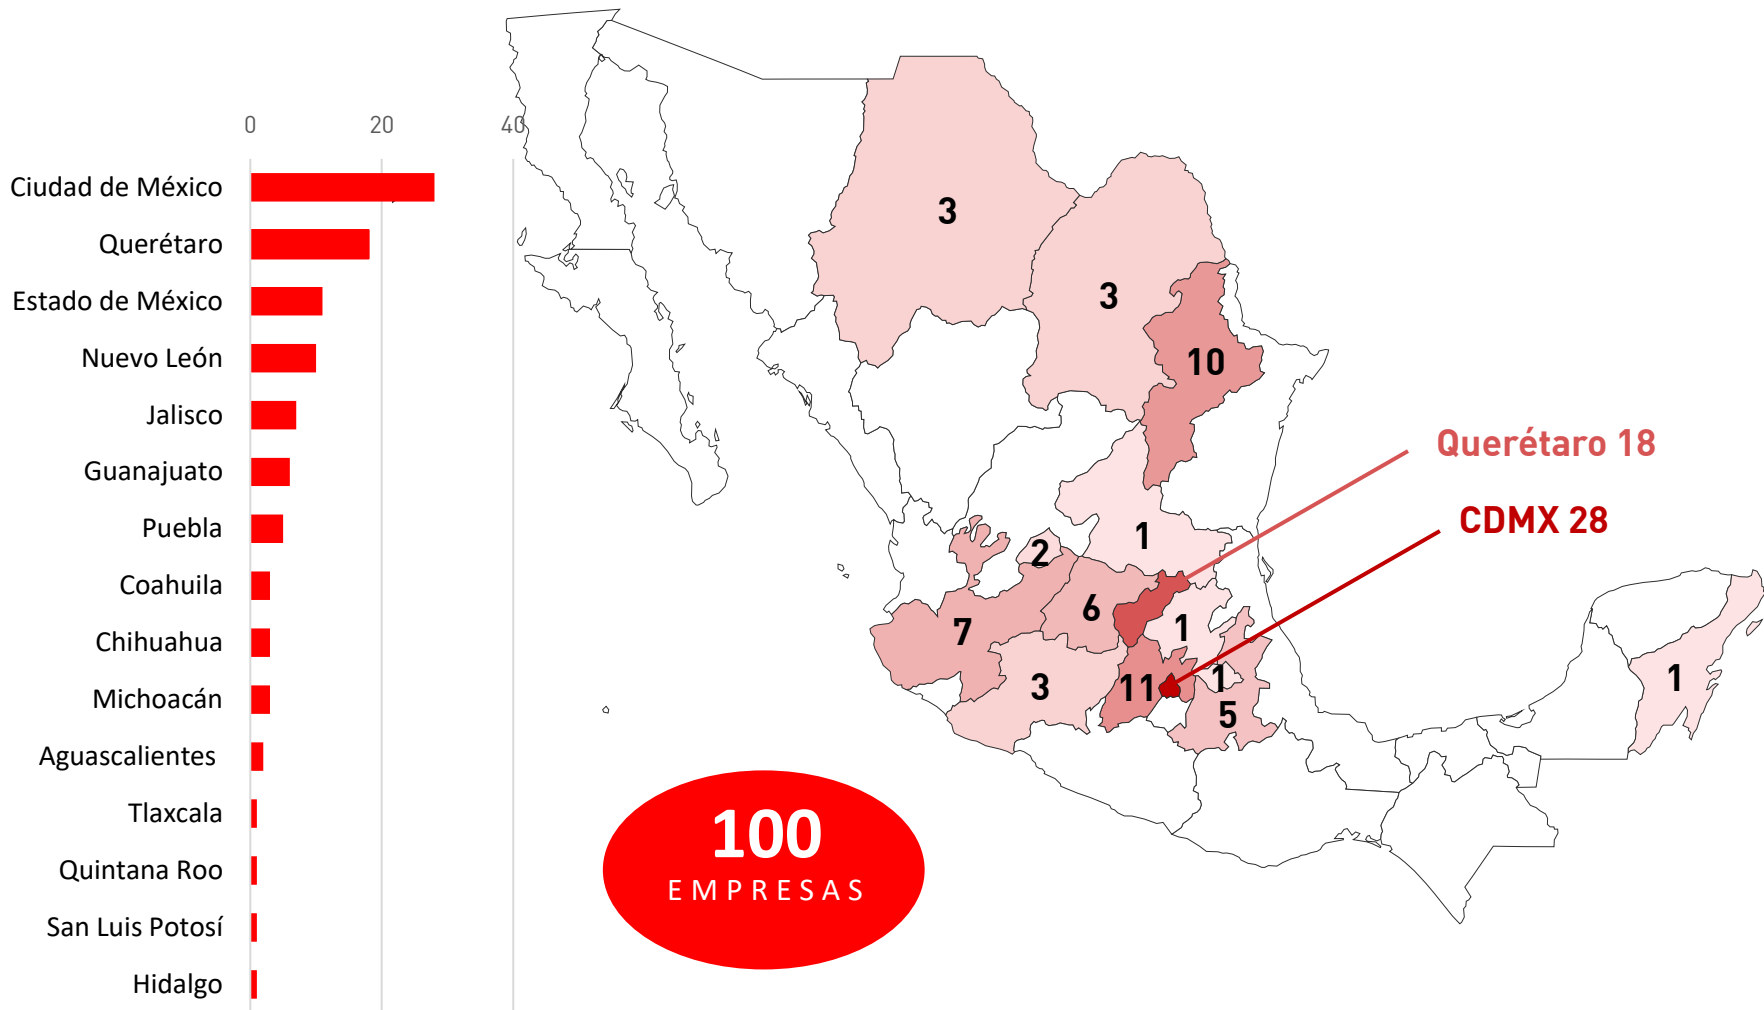 0 20 40
Ciudad de México
Querétaro
Estado de México
Nuevo León
Jalisco
Guanajuato
Puebla
Coahuila
Chihuahua
Michoacán
Aguascalientes
Tlaxcala
Quintana Roo
San Luis Potosí
Hidalgo
3
3
10
Querétaro 18
CDMX 28
1
2
6
7
1
1
1
3
11
5
100
EMPRESAS